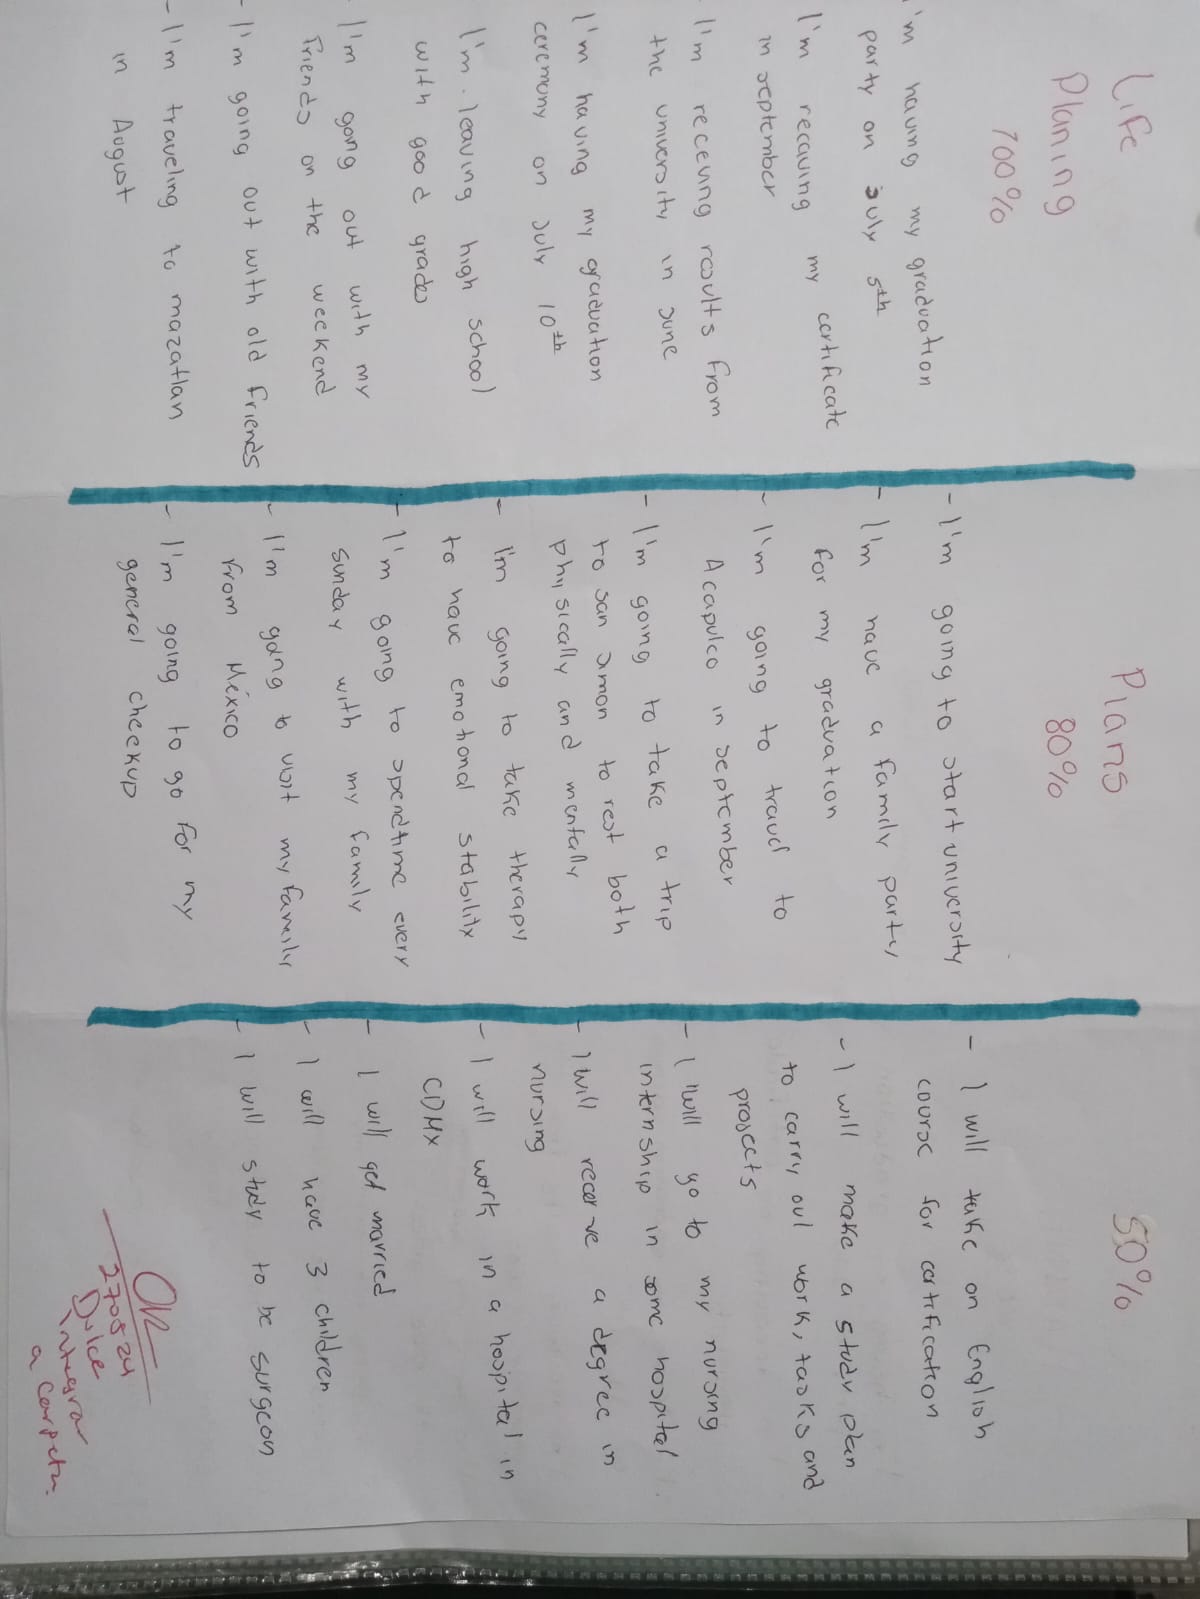 Life
Planing
100%
I'm having my graduation
party on July 5th
I'm recaving my certificate
in september
I'm receving results from
the university in June
I'm having my graduation
ceremony on July 10th
I'm leaving high school
with good grades
I'm gong out with my
friends on the weekend
- I'm going out with old friends
- I'm traveling to mazatlan
in August
Plans
80%
- I'm going to start university
- I'm have a family party
for my graduation
- I'm going to travel to
Acapulco in september
- I'm going to take a trip
to san simon to rest both
physically and mentally
- I'm going to take therapy
to have emotional stability
- I'm going to spendtime every
Sunday with my family
- I'm going to visit my family
from México
- I'm going to go for my
general cheekup
50%
- I will take on English
course for certification
- I will make a study plan
to carry out work, tasks and
projects
- I will go to my nursing
internship in some hospital
- I will receive a degree in
nursing
- I will work in a hospital in
CDMX
- I will get married
- I will have 3 children
- I will study to be surgeon
OK
270524
Dulce
integrar
a carpeta.